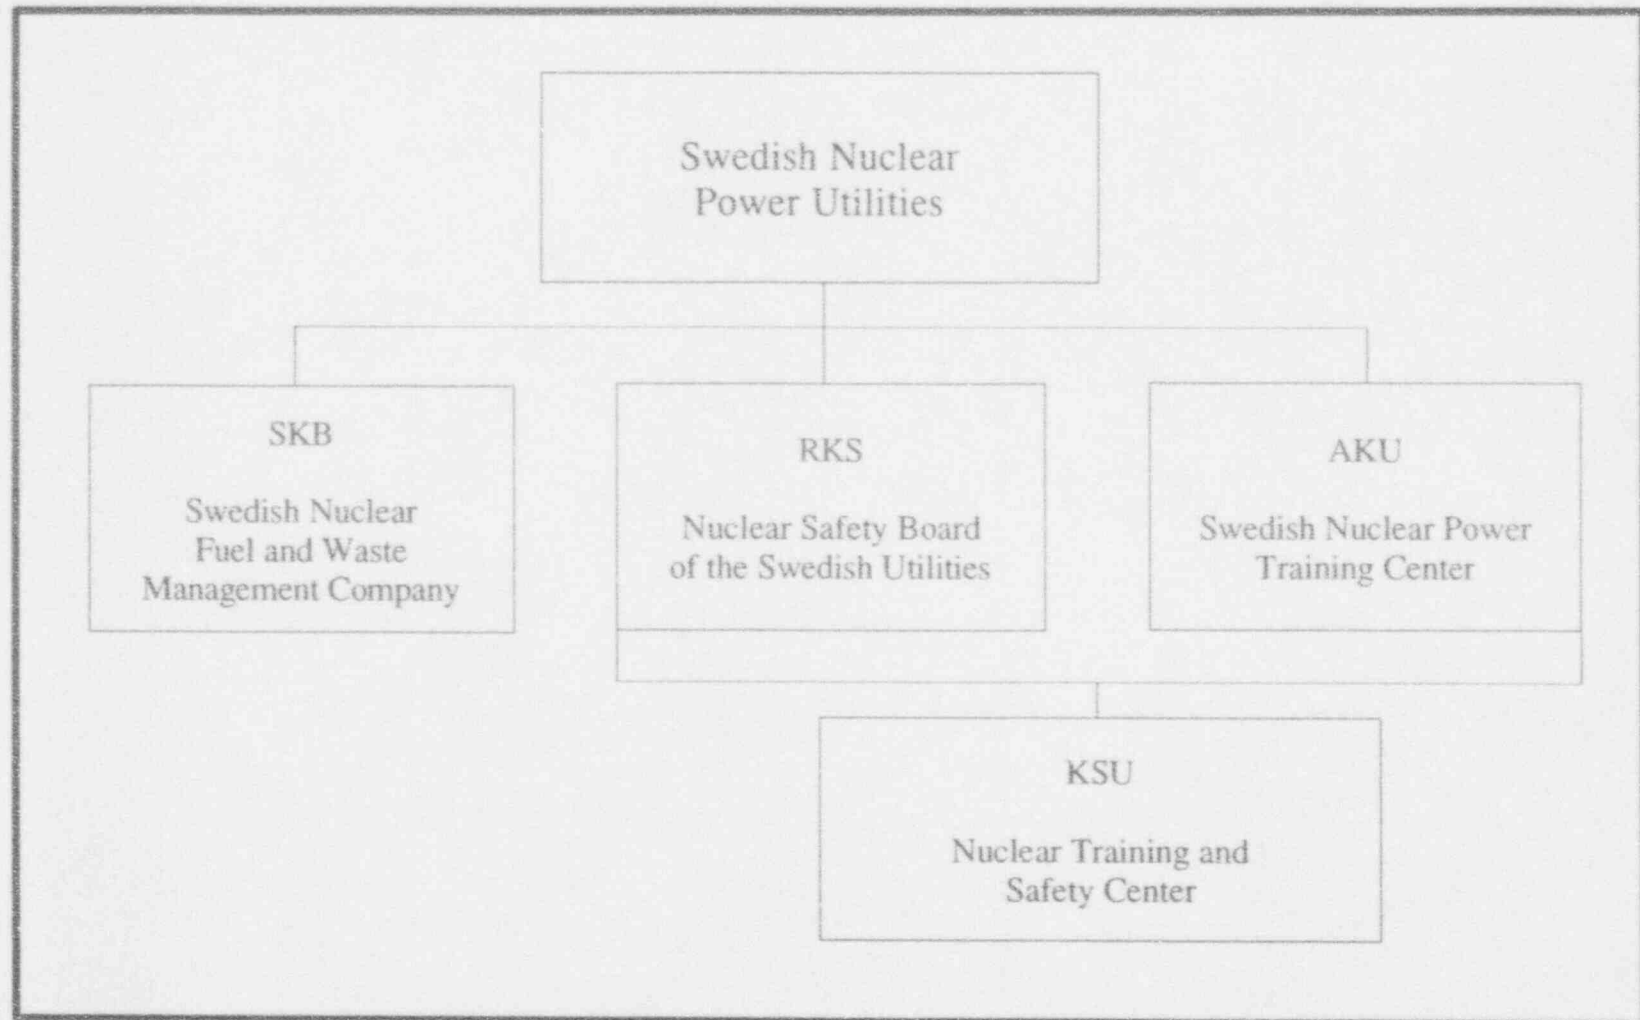 Swedish Nuclear
Power Utilities
SKB
Swedish Nuclear
Fuel and Waste
Management Company
RKS
Nuclear Safety Board
of the Swedish Utilities
AKU
Swedish Nuclear Power
Training Center
KSU
Nuclear Training and
Safety Center